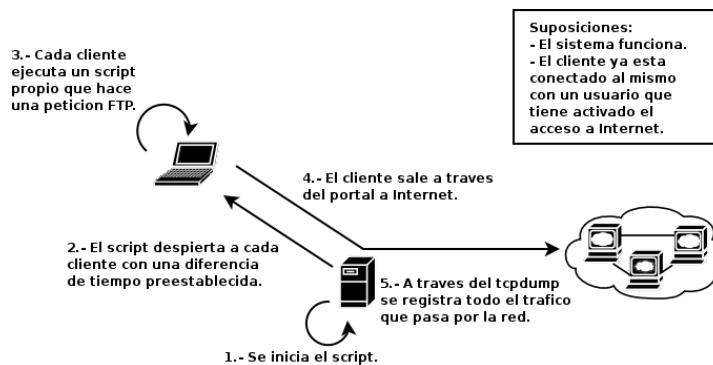 Suposiciones:
- El sistema funciona.
- El cliente ya esta
conectado al mismo
con un usuario que
tiene activado el
acceso a Internet.
3.- Cada cliente
ejecuta un script
propio que hace
una peticion FTP.
4.- El cliente sale a traves
del portal a Internet.
2.- El script despierta a cada
cliente con una diferencia
de tiempo preestablecida.
5.- A traves del tcpdump
se registra todo el trafico
que pasa por la red.
1.- Se inicia el script.